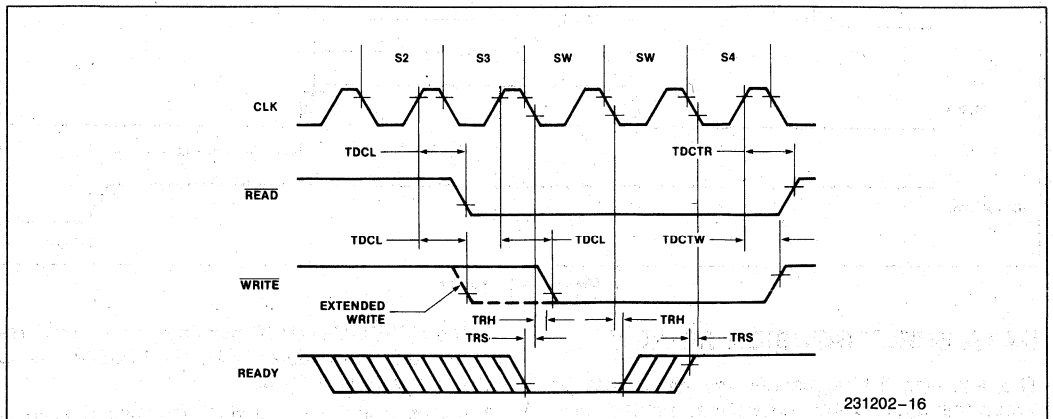 S2 S3 SW SW S4
CLK
TDCL TDCTR
READ
TDCL TDCL TDCTW
WRITE
EXTENDED
WRITE
TRH TRH
TRS TRS
READY
231202-16